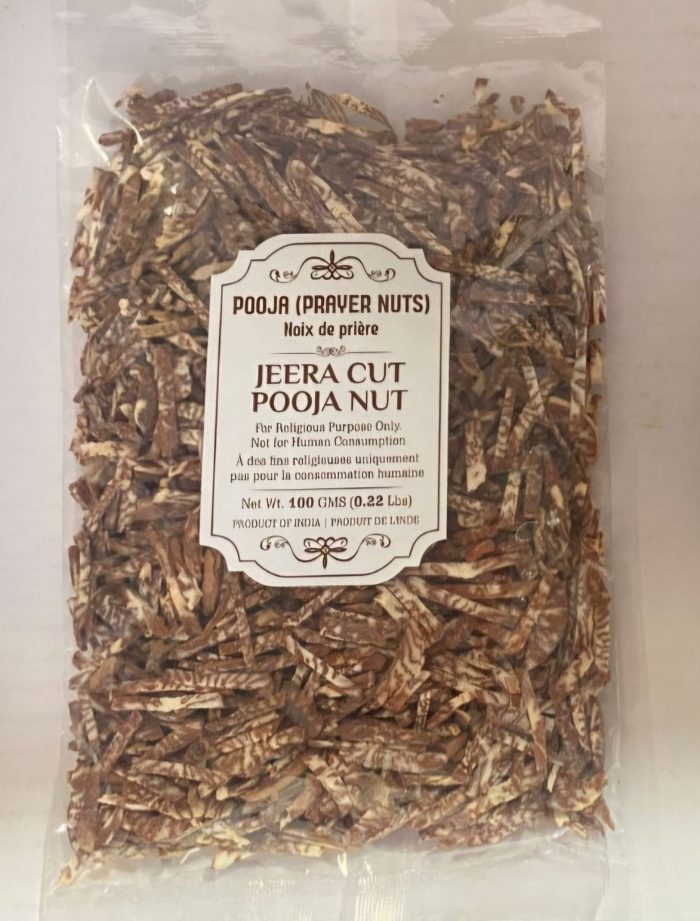 POOJA (PRAYER NUTS)
Noix de prière
JEERA CUT
POOJA NUT
For Religious Purpose Only.
Not for Human Consumption
À des fins religieuses uniquement
pas pour la consommation humaine
Net Wt. 100 GMS (0.22 Lbs)
PRODUCT OF INDIA | PRODUIT DE L'INDE